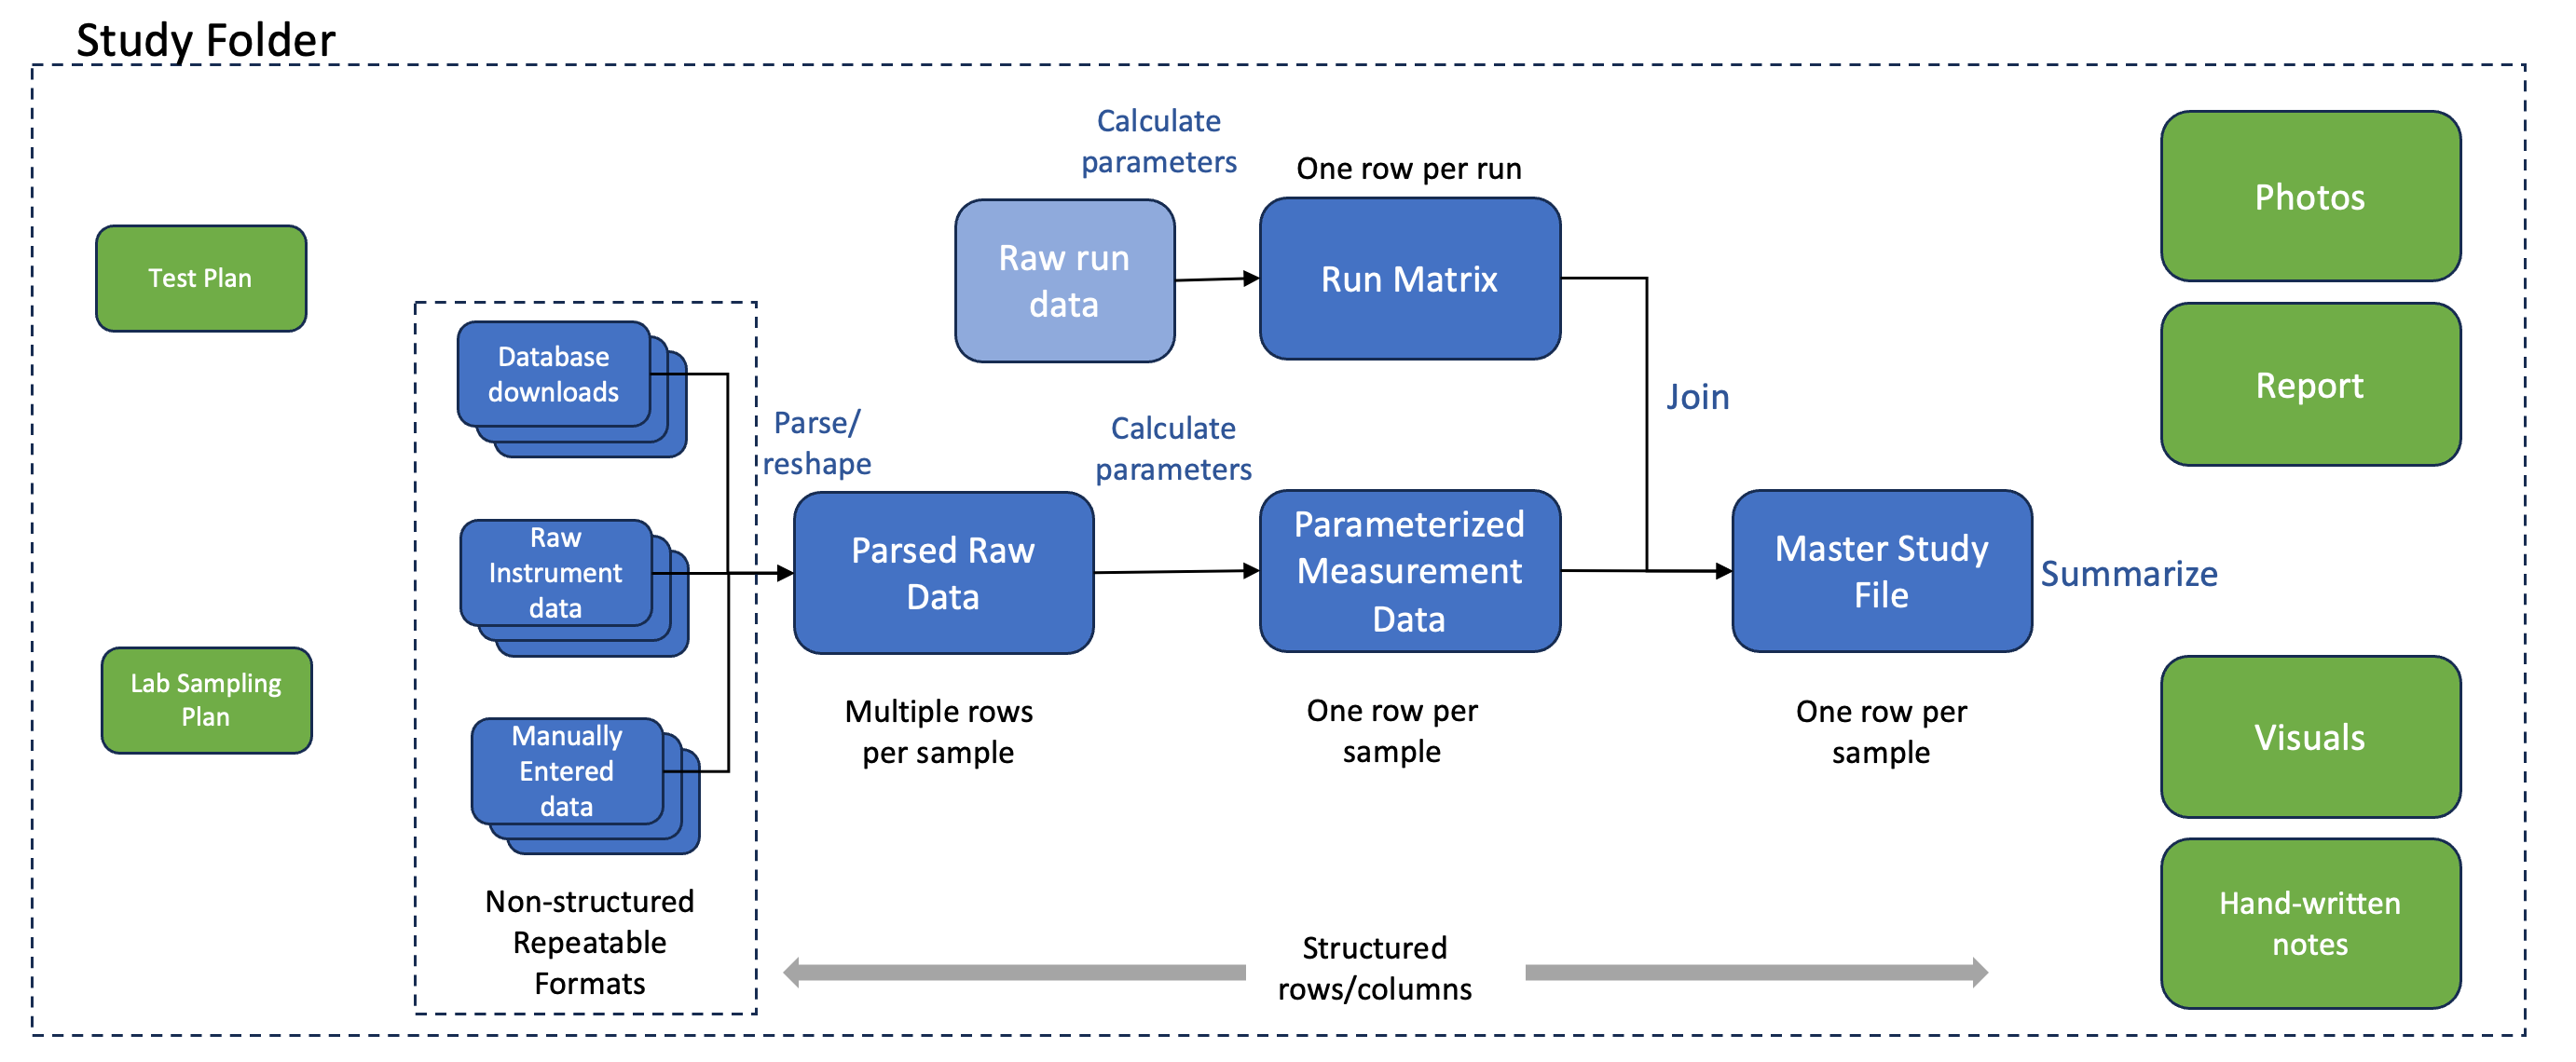 Study Folder
Test Plan
Lab Sampling
Plan
Database
downloads
Raw
Instrument
data
Manually
Entered
data
Non-structured
Repeatable
Formats
Parse/
reshape
Parsed Raw
Data
Multiple rows
per sample
Calculate
parameters
Raw run
data
One row per run
Run Matrix
Calculate
parameters
Parameterized
Measurement
Data
One row per
sample
Join
Master Study
File
One row per
sample
Summarize
Structured
rows/columns
Photos
Report
Visuals
Hand-written
notes